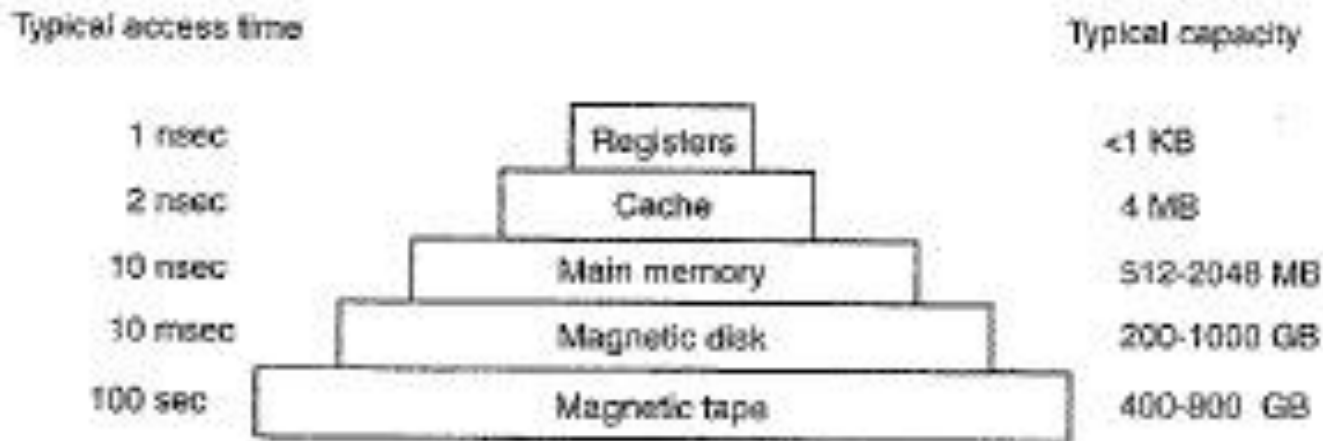 Typical access time
Typical capacity
1 nsec
Registers
<1 KB
2 nsec
Cache
4 MB
10 nsec
Main memory
512-2048 MB
10 msec
Magnetic disk
200-1000 GB
100 sec
Magnetic tape
400-800 GB